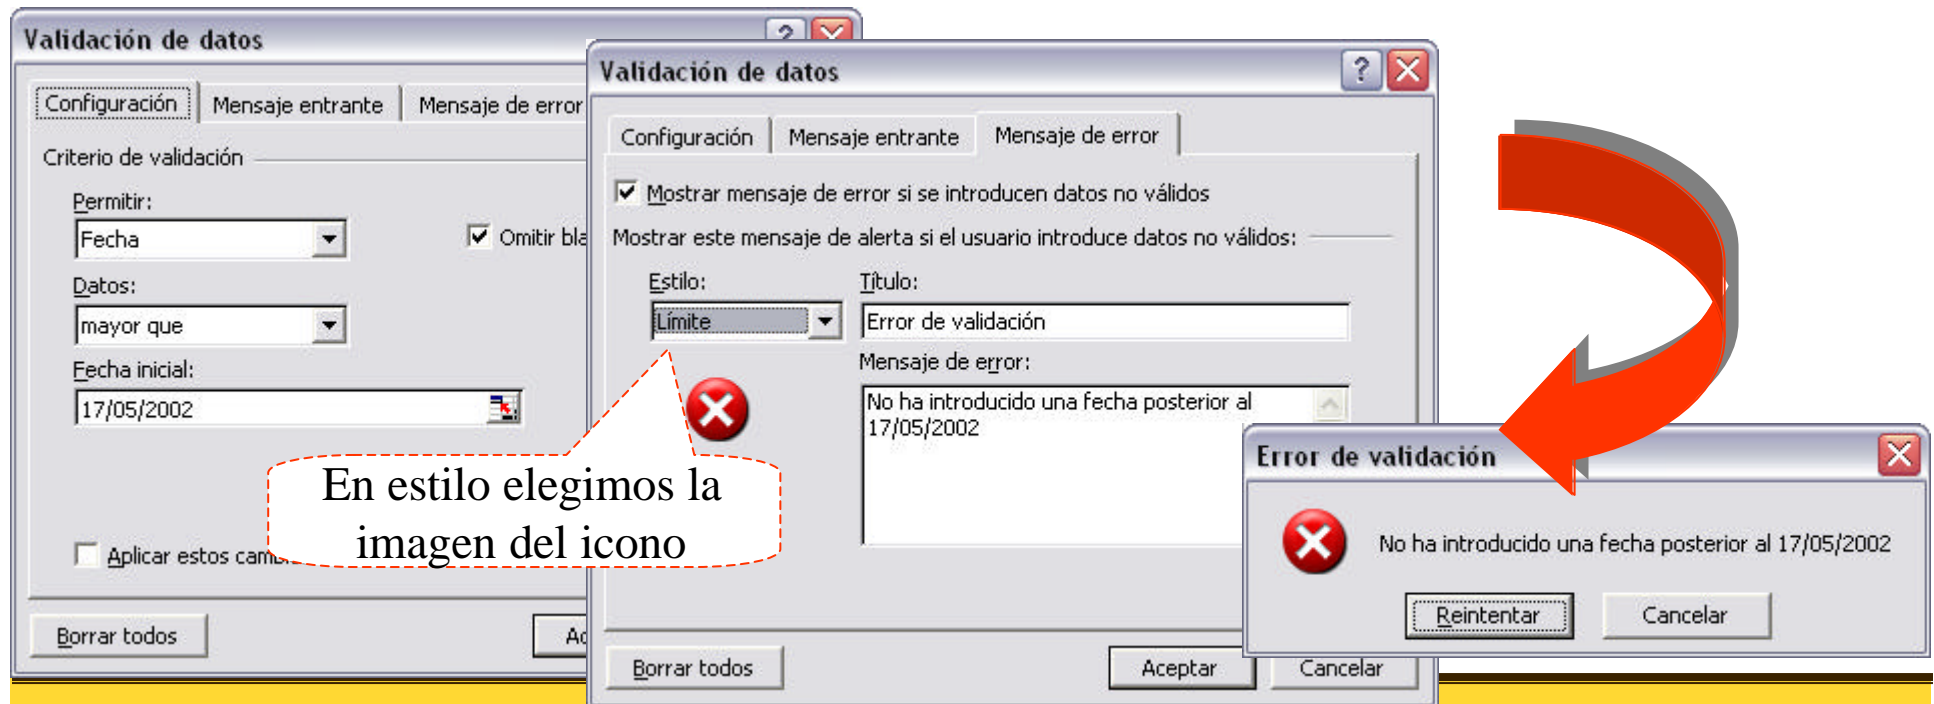 Validación de datos
Configuración
Mensaje entrante
Mensaje de error
Criterio de validación
Permitir:
Fecha
Omitir bla
Datos:
mayor que
Fecha inicial:
17/05/2002
Aplicar estos camb
Borrar todos
Ac
Validación de datos
Configuración
Mensaje entrante
Mensaje de error
Mostrar mensaje de error si se introducen datos no válidos
Mostrar este mensaje de alerta si el usuario introduce datos no válidos:
Estilo:
Título:
Límite
Error de validación
Mensaje de error:
No ha introducido una fecha posterior al
17/05/2002
En estilo elegimos la
imagen del icono
Borrar todos
Aceptar
Cancelar
Error de validación
No ha introducido una fecha posterior al 17/05/2002
Reintentar
Cancelar